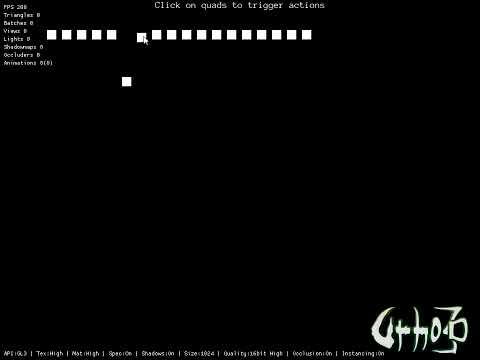 Click on quads to trigger actions
FPS 200
Triangles 0
Batches 0
Views 0
Lights 0
Shadowmaps 0
Occluders 0
Animations 0(0)
API:GL3 | Tex:High | Mat:High | Spec:On | Shadows:On | Size:1024 | Quality:16bit High | Occlusion:On | Instancing:On